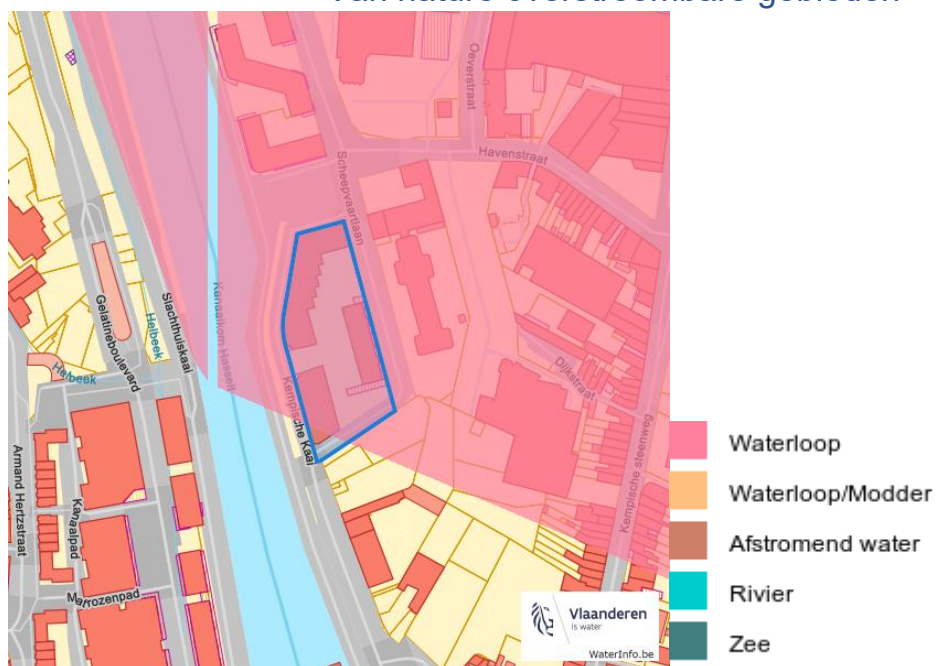 van nature overstroombare gebieden
Oeverstraat
Havenstraat
Scheepvaartlaan
Kanaalkom Hasselt
Slachthuiskaai
Gelatineboulevard
Helbeek
Helbeek
Kempische Kaai
Dijkstraat
Kempische steenweg
Armand Hertzstraat
Kanaalpad
Matrozenpad
Vlaanderen
is water
WaterInfo.be
Waterloop
Waterloop/Modder
Afstromend water
Rivier
Zee